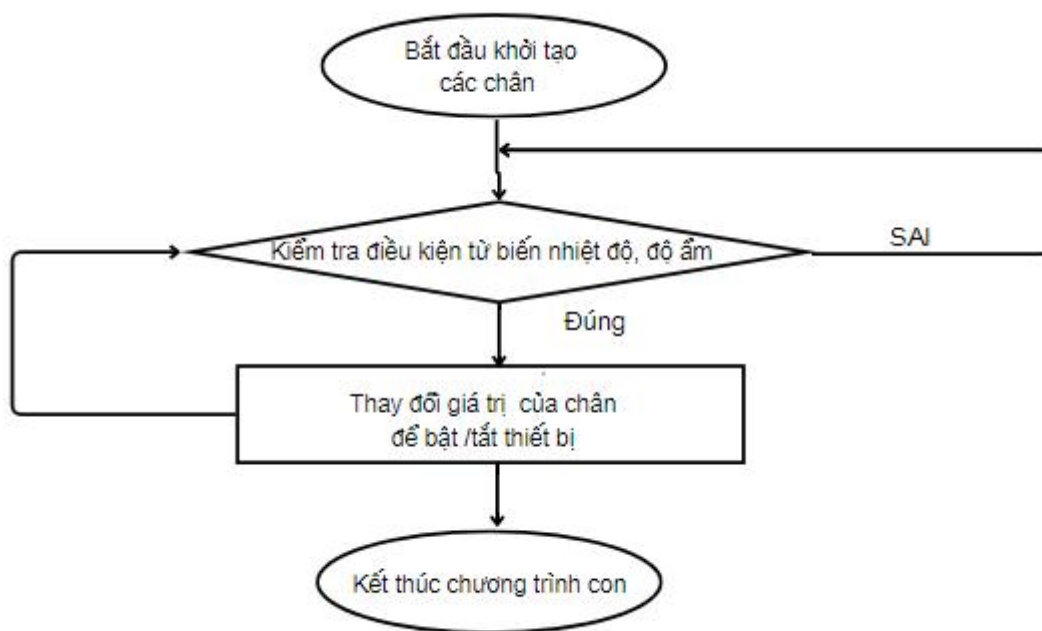 Bắt đầu khởi tạo
các chân
Kiểm tra điều kiện từ biến nhiệt độ, độ ẩm
SAI
Đúng
Thay đổi giá trị của chân
để bật /tắt thiết bị
Kết thúc chương trình con